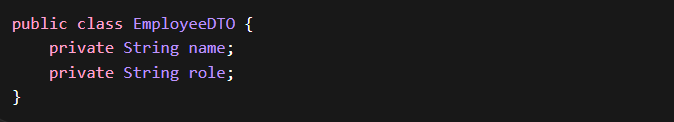 public class EmployeeDTO {
    private String name;
    private String role;
}